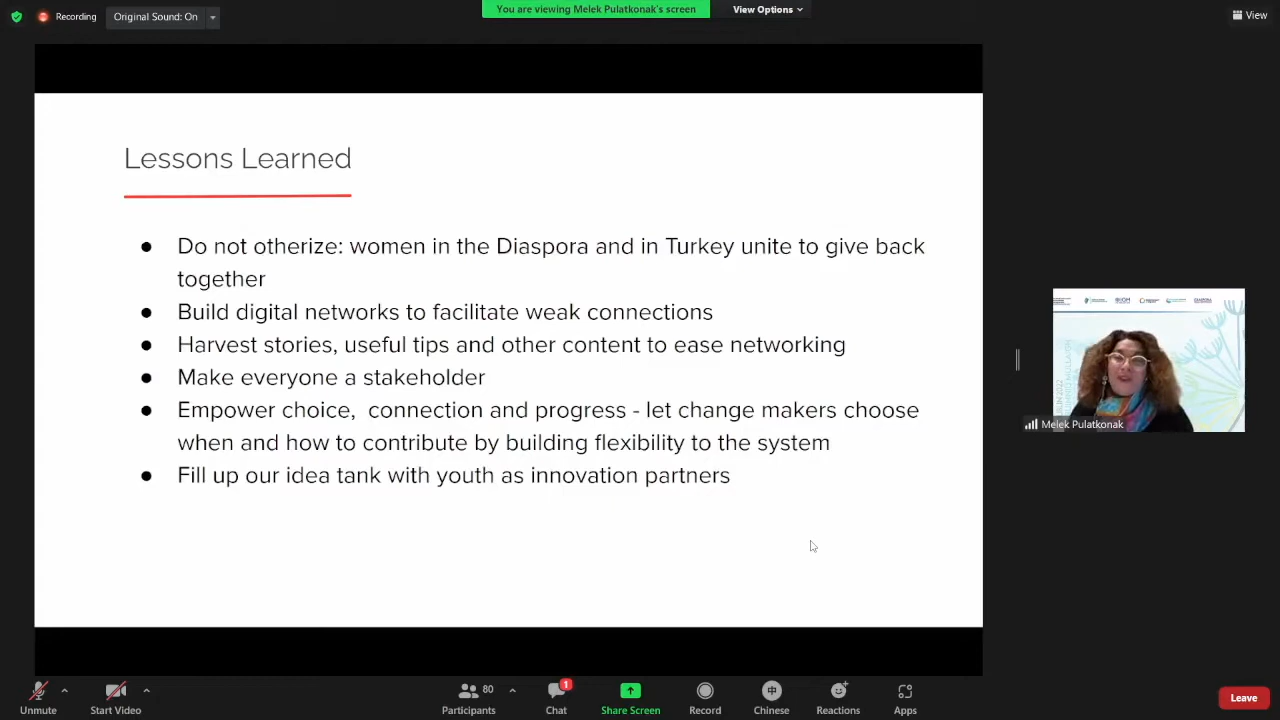 Recording
Original Sound: On
You are viewing Melek Pulatkonak's screen
View Options
View
Lessons Learned
● Do not otherize: women in the Diaspora and in Turkey unite to give back
together
● Build digital networks to facilitate weak connections
● Harvest stories, useful tips and other content to ease networking
● Make everyone a stakeholder
● Empower choice,  connection and progress - let change makers choose
when and how to contribute by building flexibility to the system
● Fill up our idea tank with youth as innovation partners
Melek Pulatkonak
Unmute
Start Video
80
Participants
1
Chat
Share Screen
Record
中
Chinese
Reactions
Apps
Leave